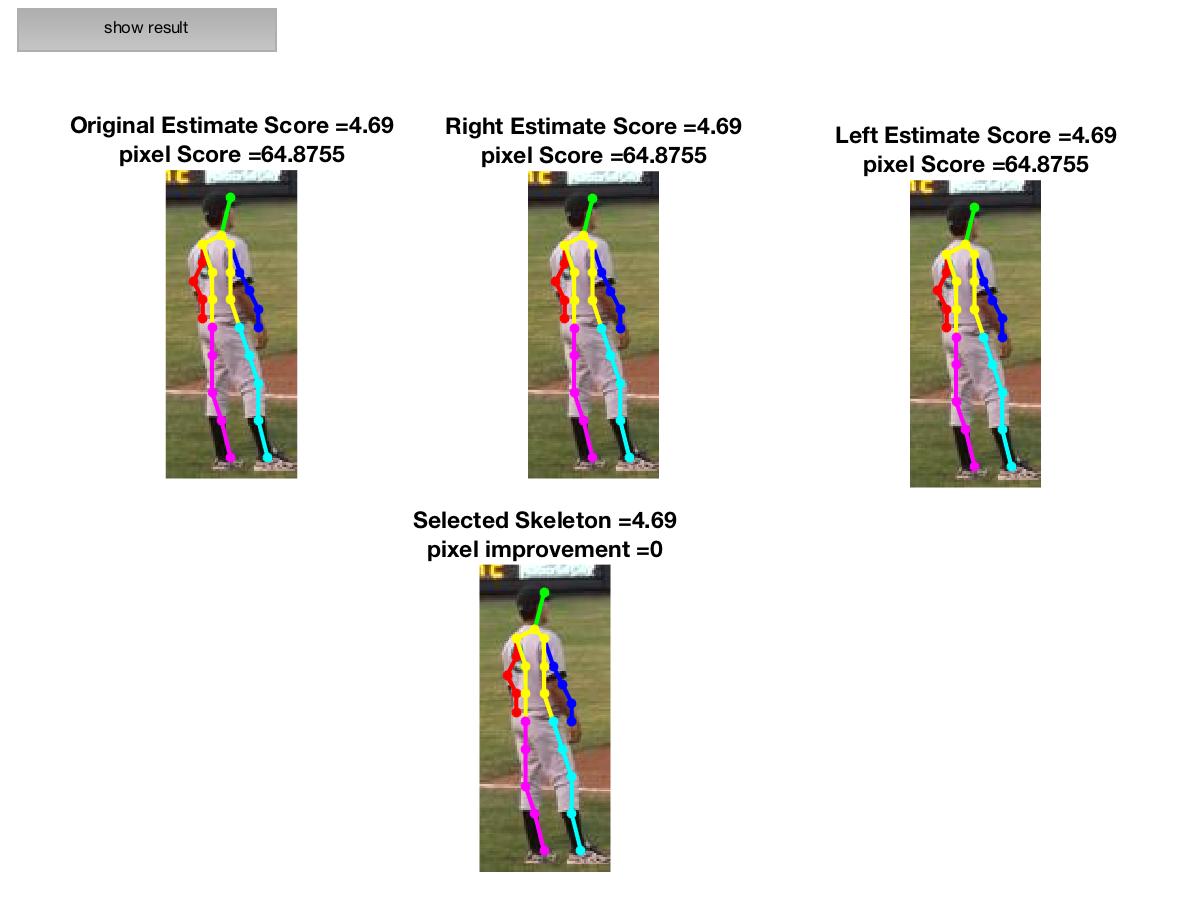 show result
Original Estimate Score =4.69
pixel Score =64.8755
Right Estimate Score =4.69
pixel Score =64.8755
Left Estimate Score =4.69
pixel Score =64.8755
Selected Skeleton =4.69
pixel improvement =0